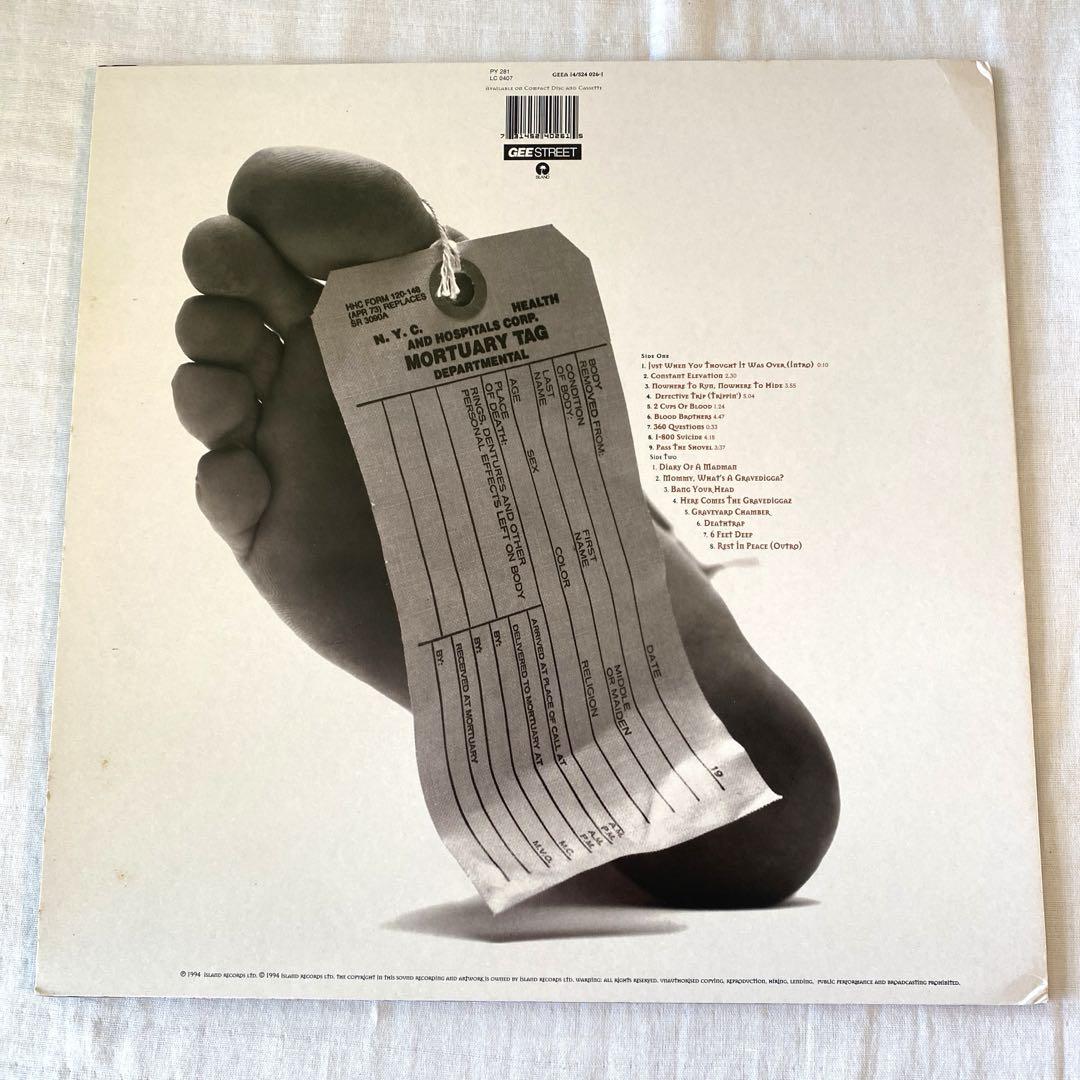 PY 281
LC 0407
GEEA 14/524 026-1
Available on Compact Disc and Cassette
7 31452 40261 5
GEE STREET
ISLAND
HHC FORM 120-148
(APR 73) REPLACES
SR 3090A
N. Y. C. HEALTH
AND HOSPITALS CORP.
MORTUARY TAG
DEPARTMENTAL
BODY REMOVED FROM:
DATE
19
CONDITION OF BODY:
LAST NAME
FIRST NAME
MIDDLE OR MAIDEN
AGE
SEX
COLOR
RELIGION
PLACE OF DEATH:
RINGS, DENTURES AND OTHER
PERSONAL EFFECTS LEFT ON BODY
ARRIVED AT PLACE OF CALL AT
A.M.
P.M.
DELIVERED TO MORTUARY AT
A.M.
P.M.
BY:
M.C.
BY:
M.V.O.
RECEIVED AT MORTUARY
BY:
Side One
1. Just When You Thought It Was Over (Intro) 0:10
2. Constant Elevation 2.30
3. Nowhere To Run, Nowhere To Hide 3.55
4. Defective Trip (Trippin') 5.04
5. 2 Cups Of Blood 1.24
6. Blood Brothers 4.47
7. 360 Questions 0:33
8. 1-800 Suicide 4.18
9. Pass The Shovel 3:37
Side Two
1. Diary Of A Madman
2. Mommy, What's A Gravedigga?
3. Bang Your Head
4. Here Comes The Gravediggaz
5. Graveyard Chamber
6. Deathtrap
7. 6 Feet Deep
8. Rest In Peace (Outro)
℗ 1994 Island Records Ltd. © 1994 Island Records Ltd. The copyright in this sound recording and artwork is owned by Island Records Ltd. Warning: All rights reserved. Unauthorised copying, reproduction, hiring, lending, public performance and broadcasting prohibited.